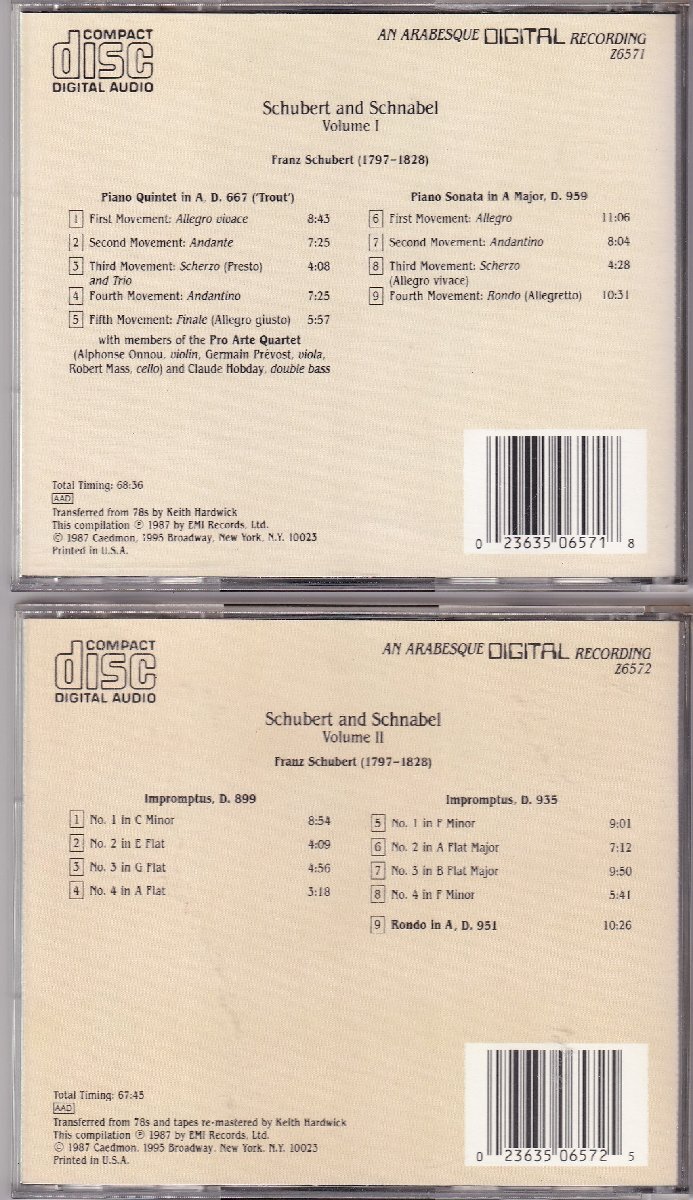 COMPACT
disc
DIGITAL AUDIO
AN ARABESQUE DIGITAL RECORDING
Z6571
Schubert and Schnabel
Volume I
Franz Schubert (1797–1828)
Piano Quintet in A, D. 667 ('Trout')
1 First Movement: Allegro vivace 8:43
2 Second Movement: Andante 7:25
3 Third Movement: Scherzo (Presto) 4:08
and Trio
4 Fourth Movement: Andantino 7:25
5 Fifth Movement: Finale (Allegro giusto) 5:57
with members of the Pro Arte Quartet
(Alphonse Onnou, violin, Germain Prévost, viola,
Robert Mass, cello) and Claude Hobday, double bass
Piano Sonata in A Major, D. 959
6 First Movement: Allegro 11:06
7 Second Movement: Andantino 8:04
8 Third Movement: Scherzo 4:28
(Allegro vivace)
9 Fourth Movement: Rondo (Allegretto) 10:31
Total Timing: 68:36
AAD
Transferred from 78s by Keith Hardwick
This compilation ℗ 1987 by EMI Records, Ltd.
© 1987 Caedmon, 1995 Broadway, New York, N.Y. 10023
Printed in U.S.A.
0 23635 06571 8
COMPACT
disc
DIGITAL AUDIO
AN ARABESQUE DIGITAL RECORDING
Z6572
Schubert and Schnabel
Volume II
Franz Schubert (1797–1828)
Impromptus, D. 899
1 No. 1 in C Minor 8:54
2 No. 2 in E Flat 4:09
3 No. 3 in G Flat 4:56
4 No. 4 in A Flat 3:18
Impromptus, D. 935
5 No. 1 in F Minor 9:01
6 No. 2 in A Flat Major 7:12
7 No. 3 in B Flat Major 9:50
8 No. 4 in F Minor 5:41
9 Rondo in A, D. 951 10:26
Total Timing: 67:45
AAD
Transferred from 78s and tapes re-mastered by Keith Hardwick
This compilation ℗ 1987 by EMI Records, Ltd.
© 1987 Caedmon, 1995 Broadway, New York, N.Y. 10023
Printed in U.S.A.
0 23635 06572 5